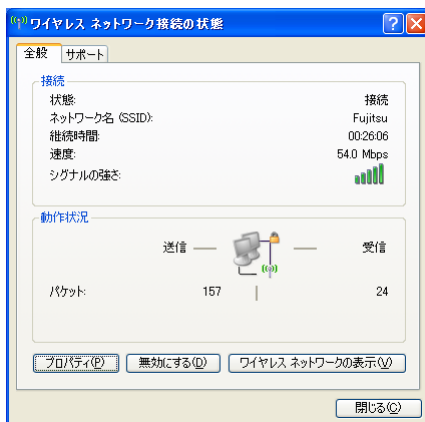 ワイヤレス ネットワーク接続の状態
全般 サポート
接続
状態: 接続
ネットワーク名 (SSID): Fujitsu
継続時間: 00:26:06
速度: 54.0 Mbps
シグナルの強さ:
動作状況
送信 受信
パケット: 157 24
プロパティ(P) 無効にする(D) ワイヤレス ネットワークの表示(V)
閉じる(C)